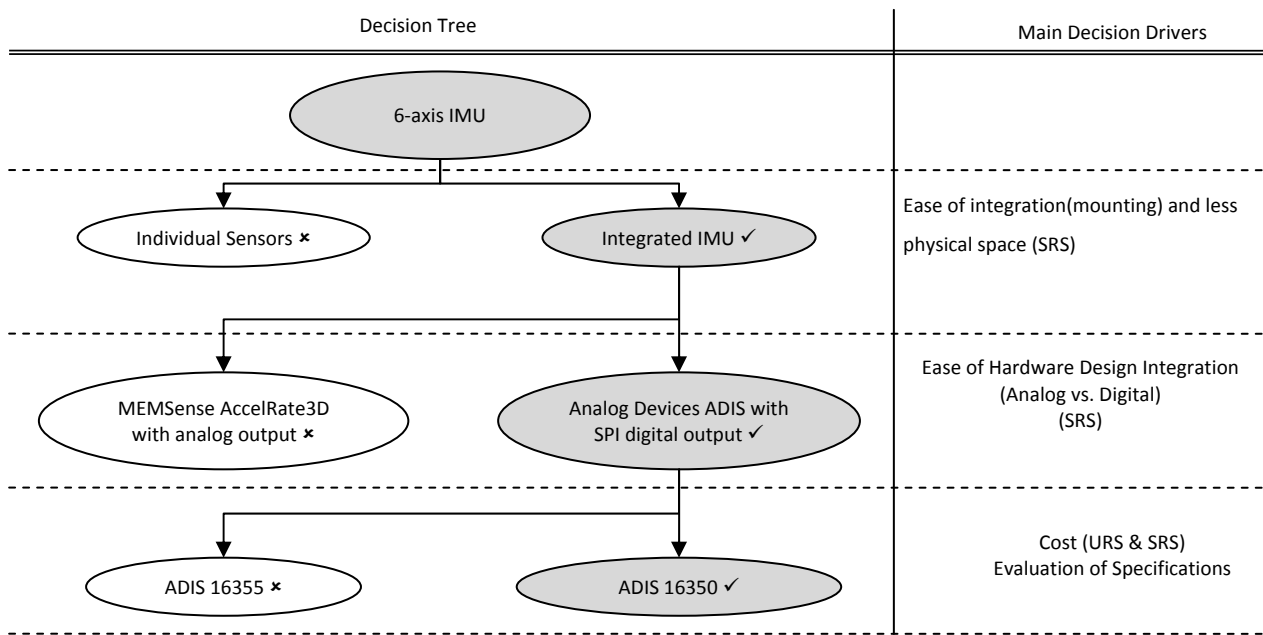 Decision Tree
Main Decision Drivers
6-axis IMU
Individual Sensors ✘
Integrated IMU ✓
Ease of integration(mounting) and less
physical space (SRS)
MEMSense AccelRate3D
with analog output ✘
Analog Devices ADIS with
SPI digital output ✓
Ease of Hardware Design Integration
(Analog vs. Digital)
(SRS)
ADIS 16355 ✘
ADIS 16350 ✓
Cost (URS & SRS)
Evaluation of Specifications